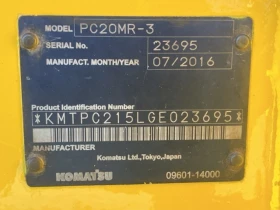 MODEL PC20MR-3
SERIAL No. 23695
MANUFACT. MONTH/YEAR 07/2016
Product Identification Number
*KMTPC215LGE023695*
MANUFACTURER
Komatsu Ltd.,Tokyo,Japan
KOMATSU 09601-14000